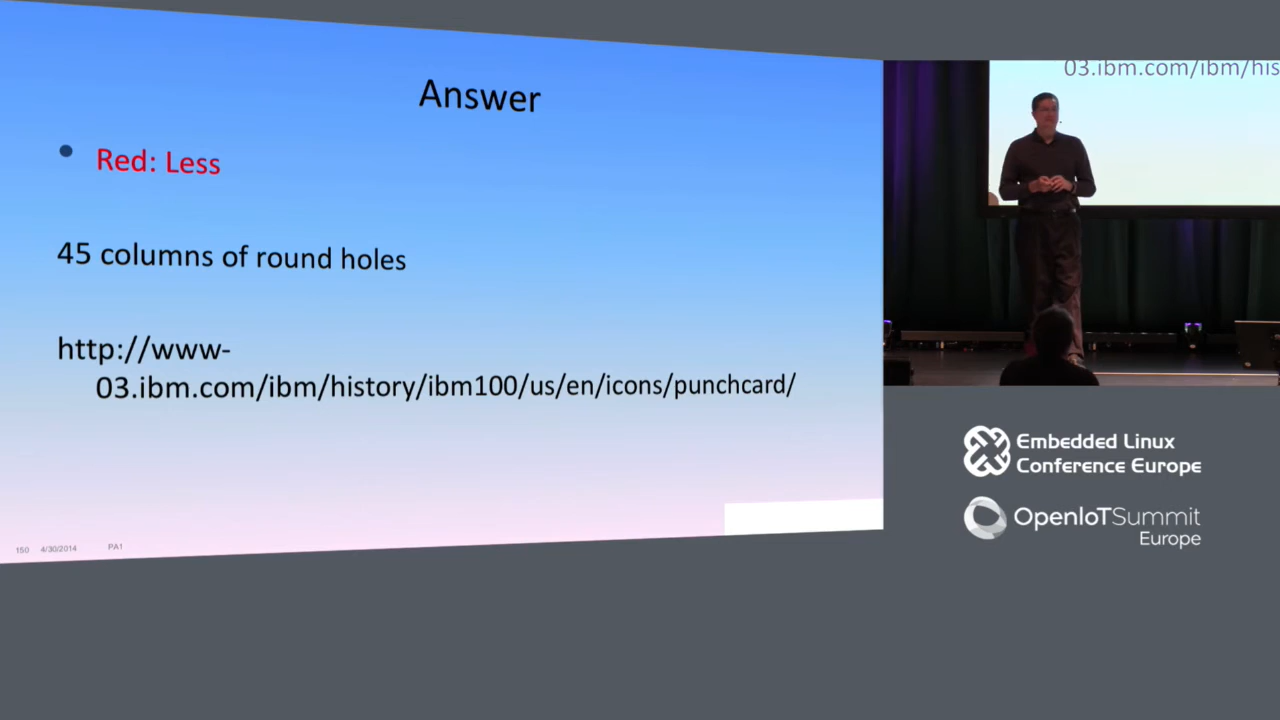 Answer
Red: Less
45 columns of round holes
http://www-
03.ibm.com/ibm/history/ibm100/us/en/icons/punchcard/
150 4/30/2014 PA1
03.ibm.com/ibm/his
Embedded Linux
Conference Europe
OpenIoTSummit
Europe